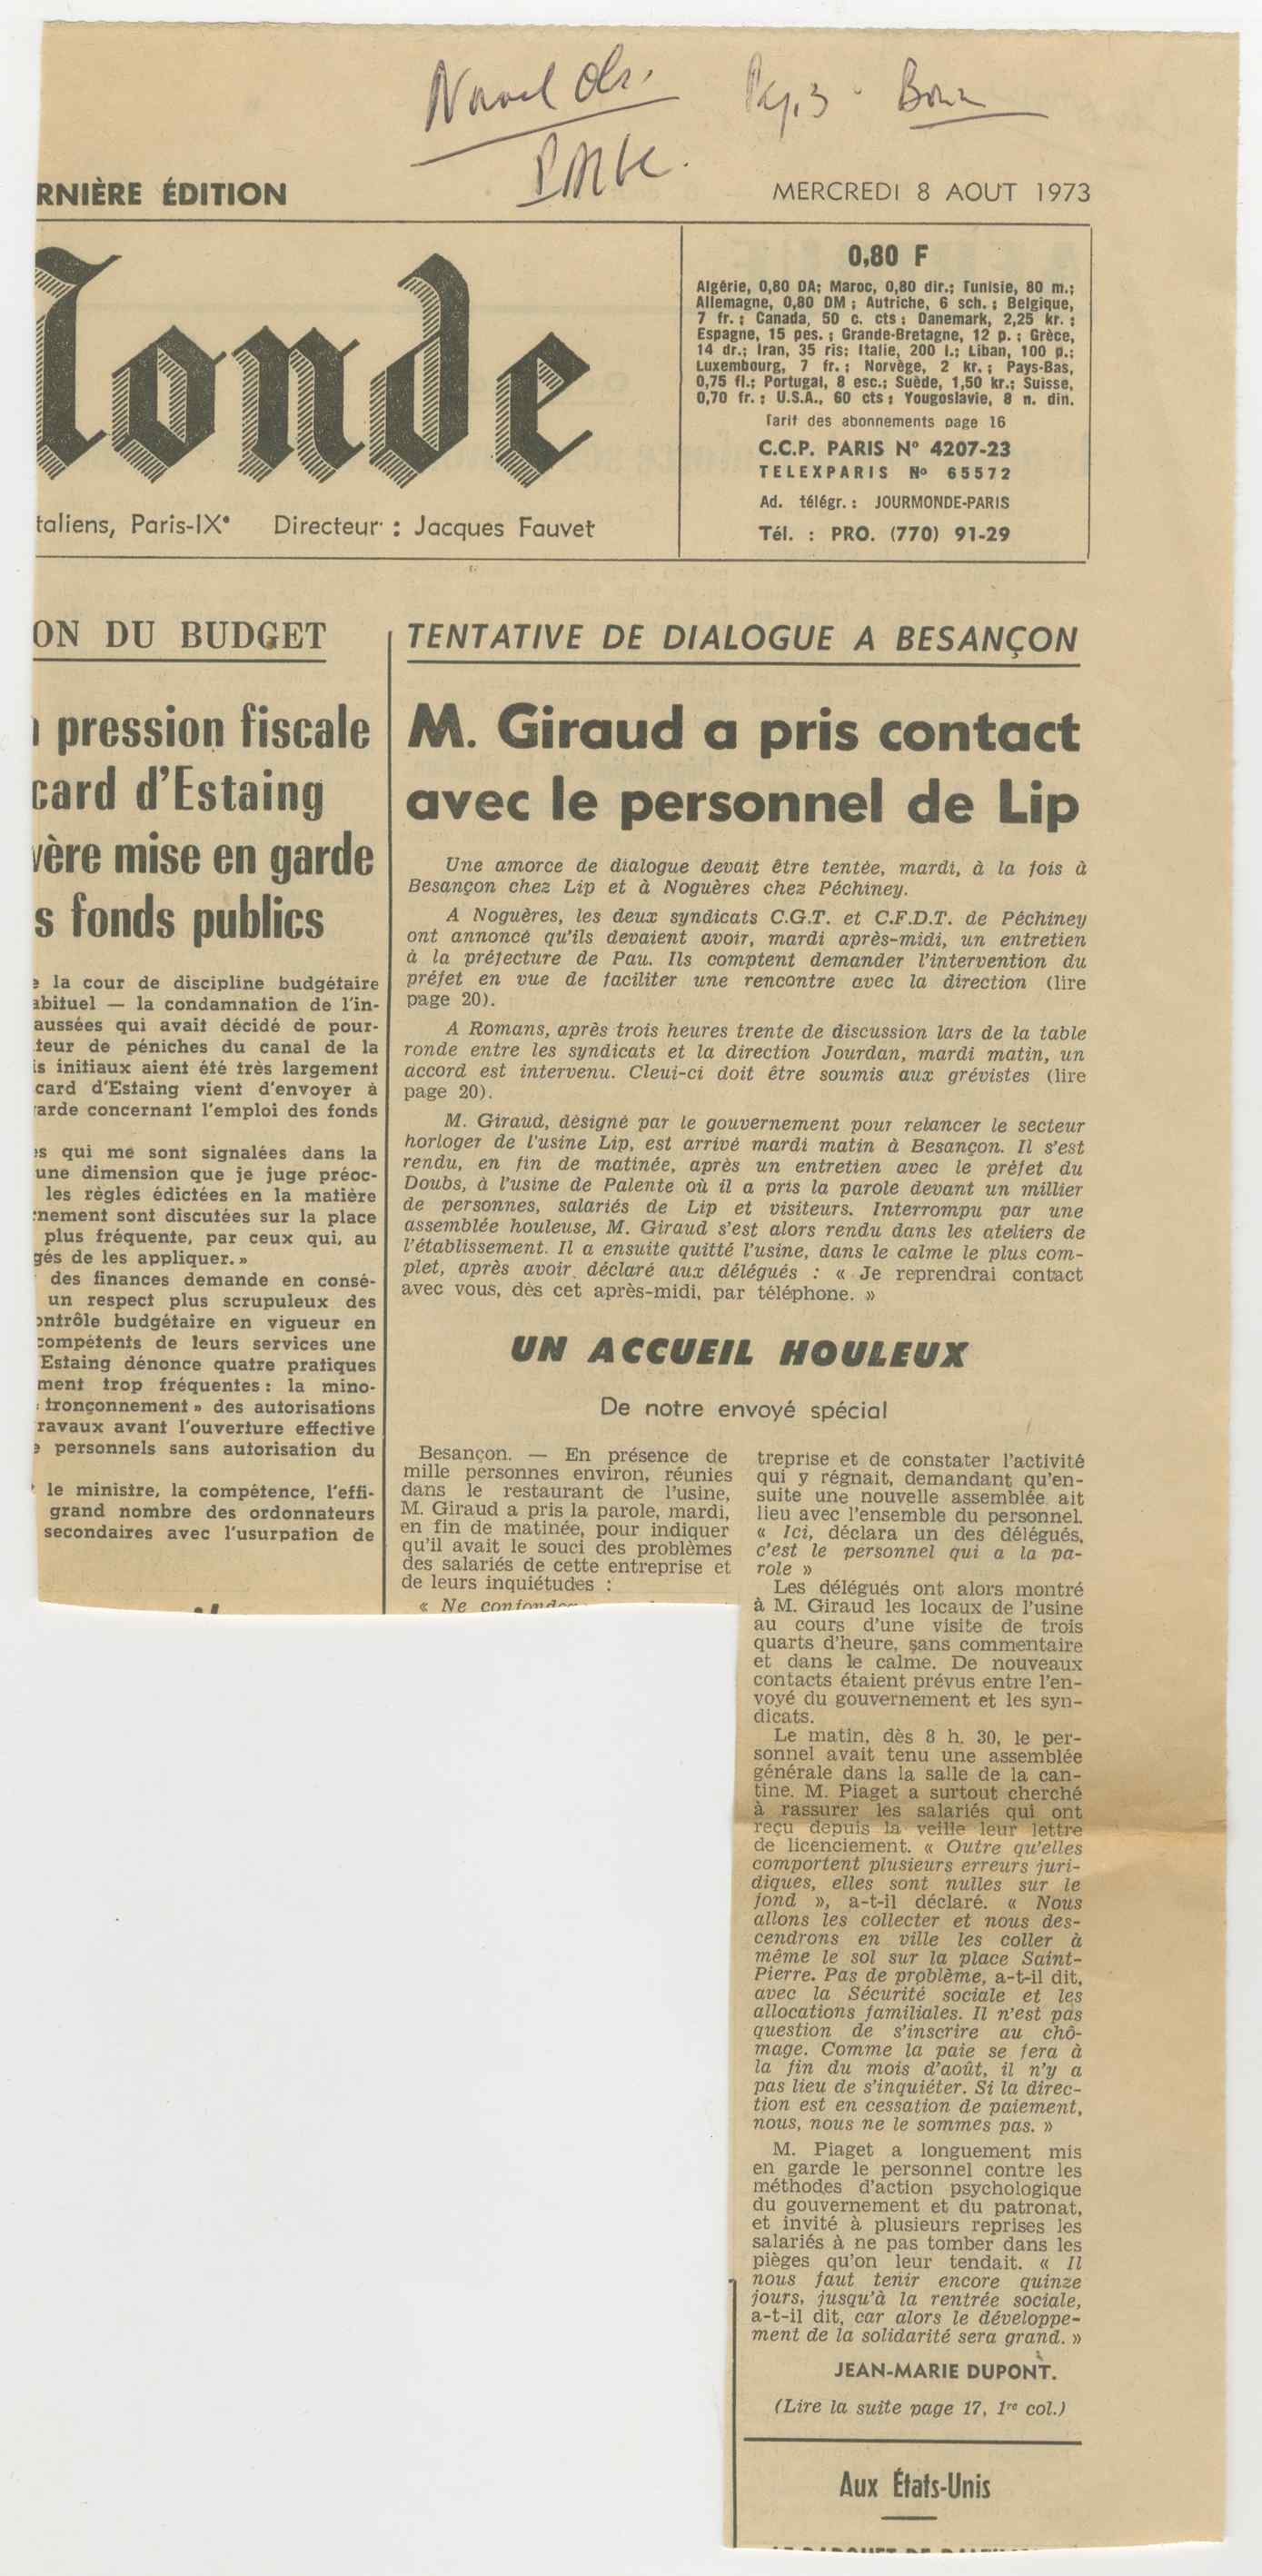 RNIÈRE ÉDITION
MERCREDI 8 AOUT 1973
onde
taliens, Paris-IXe Directeur : Jacques Fauvet
0,80 F
Algérie, 0,80 DA; Maroc, 0,80 dir.; Tunisie, 80 m.;
Allemagne, 0,80 DM ; Autriche, 6 sch. ; Belgique,
7 fr. ; Canada, 50 c. cts ; Danemark, 2,25 kr. ;
Espagne, 15 pes. ; Grande-Bretagne, 12 p. ; Grèce,
14 dr.; Iran, 35 ris; Italie, 200 l.; Liban, 100 p.;
Luxembourg, 7 fr. ; Norvège, 2 kr. ; Pays-Bas,
0,75 fl.; Portugal, 8 esc.; Suède, 1,50 kr.; Suisse,
0,70 fr. ; U.S.A., 60 cts ; Yougoslavie, 8 n. din.
Tarif des abonnements page 16
C.C.P. PARIS No 4207-23
TELEXPARIS No 65572
Ad. télégr. : JOURMONDE-PARIS
Tél. : PRO. (770) 91-29
ON DU BUDGET
pression fiscale
card d'Estaing
vère mise en garde
s fonds publics
e la cour de discipline budgétaire
abituel — la condamnation de l'in-
aussées qui avait décidé de pour-
teur de péniches du canal de la
is initiaux aient été très largement
card d'Estaing vient d'envoyer à
arde concernant l'emploi des fonds
es qui me sont signalées dans la
une dimension que je juge préoc-
les règles édictées en la matière
nement sont discutées sur la place
plus fréquente, par ceux qui, au
gés de les appliquer. »
des finances demande en consé-
un respect plus scrupuleux des
ontrôle budgétaire en vigueur en
compétents de leurs services une
Estaing dénonce quatre pratiques
ment trop fréquentes : la mino-
tronçonnement » des autorisations
ravaux avant l'ouverture effective
e personnels sans autorisation du
le ministre, la compétence, l'effi-
grand nombre des ordonnateurs
secondaires avec l'usurpation de
TENTATIVE DE DIALOGUE A BESANÇON
M. Giraud a pris contact
avec le personnel de Lip
Une amorce de dialogue devait être tentée, mardi, à la fois à
Besançon chez Lip et à Noguères chez Péchiney.
A Noguères, les deux syndicats C.G.T. et C.F.D.T. de Péchiney
ont annoncé qu'ils devaient avoir, mardi après-midi, un entretien
à la préfecture de Pau. Ils comptent demander l'intervention du
préfet en vue de faciliter une rencontre avec la direction (lire
page 20).
A Romans, après trois heures trente de discussion lars de la table
ronde entre les syndicats et la direction Jourdan, mardi matin, un
accord est intervenu. Cleui-ci doit être soumis aux grévistes (lire
page 20).
M. Giraud, désigné par le gouvernement pour relancer le secteur
horloger de l'usine Lip, est arrivé mardi matin à Besançon. Il s'est
rendu, en fin de matinée, après un entretien avec le préfet du
Doubs, à l'usine de Palente où il a pris la parole devant un millier
de personnes, salariés de Lip et visiteurs. Interrompu par une
assemblée houleuse, M. Giraud s'est alors rendu dans les ateliers de
l'établissement. Il a ensuite quitté l'usine, dans le calme le plus com-
plet, après avoir déclaré aux délégués : « Je reprendrai contact
avec vous, dès cet après-midi, par téléphone. »
UN ACCUEIL HOULEUX
De notre envoyé spécial
Besançon. — En présence de
mille personnes environ, réunies
dans le restaurant de l'usine,
M. Giraud a pris la parole, mardi,
en fin de matinée, pour indiquer
qu'il avait le souci des problèmes
des salariés de cette entreprise et
de leurs inquiétudes :
« Ne
treprise et de constater l'activité
qui y régnait, demandant qu'en-
suite une nouvelle assemblée ait
lieu avec l'ensemble du personnel.
« Ici, déclara un des délégués,
c'est le personnel qui a la pa-
role »
Les délégués ont alors montré
à M. Giraud les locaux de l'usine
au cours d'une visite de trois
quarts d'heure, sans commentaire
et dans le calme. De nouveaux
contacts étaient prévus entre l'en-
voyé du gouvernement et les syn-
dicats.
Le matin, dès 8 h. 30, le per-
sonnel avait tenu une assemblée
générale dans la salle de la can-
tine. M. Piaget a surtout cherché
à rassurer les salariés qui ont
reçu depuis la veille leur lettre
de licenciement. « Outre qu'elles
comportent plusieurs erreurs juri-
diques, elles sont nulles sur le
fond », a-t-il déclaré. « Nous
allons les collecter et nous des-
cendrons en ville les coller à
même le sol sur la place Saint-
Pierre. Pas de problème, a-t-il dit,
avec la Sécurité sociale et les
allocations familiales. Il n'est pas
question de s'inscrire au chô-
mage. Comme la paie se fera à
la fin du mois d'août, il n'y a
pas lieu de s'inquiéter. Si la direc-
tion est en cessation de paiement,
nous, nous ne le sommes pas. »
M. Piaget a longuement mis
en garde le personnel contre les
méthodes d'action psychologique
du gouvernement et du patronat,
et invité à plusieurs reprises les
salariés à ne pas tomber dans les
pièges qu'on leur tendait. « Il
nous faut tenir encore quinze
jours, jusqu'à la rentrée sociale,
a-t-il dit, car alors le développe-
ment de la solidarité sera grand. »
JEAN-MARIE DUPONT.
(Lire la suite page 17, 1re col.)
Aux États-Unis